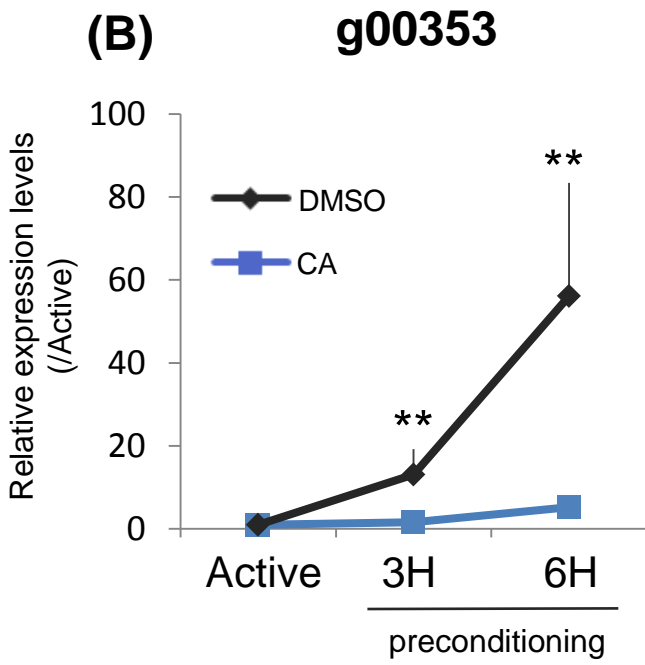 (B) g00353
Relative expression levels
(/Active)
100
80
60
40
20
0
DMSO
CA
**
**
Active 3H 6H
preconditioning